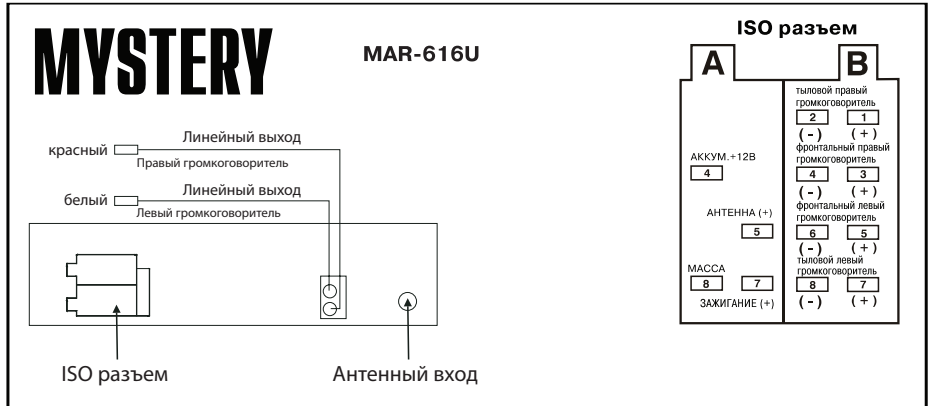 MYSTERY
MAR-616U
красный
Линейный выход
Правый громкоговоритель
белый
Линейный выход
Левый громкоговоритель
ISO разъем
Антенный вход
ISO разъем
A
B
АККУМ.+12В
4
АНТЕННА (+)
5
МАССА
8 7
ЗАЖИГАНИЕ (+)
тыловой правый
громкоговоритель
2 1
(-) (+)
фронтальный правый
громкоговоритель
4 3
(-) (+)
фронтальный левый
громкоговоритель
6 5
(-) (+)
тыловой левый
громкоговоритель
8 7
(-) (+)